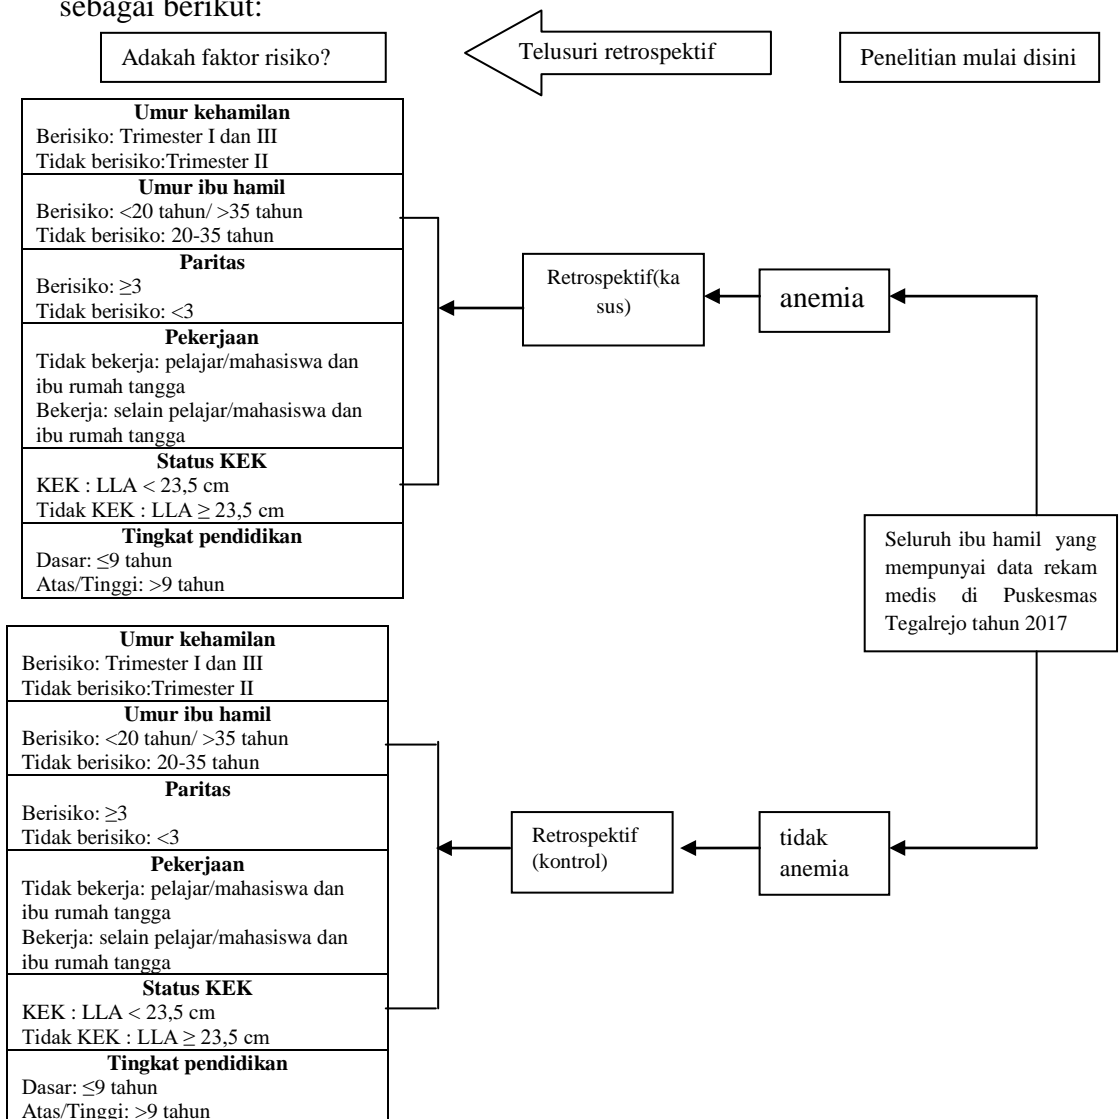 sebagai berikut:
Adakah faktor risiko?
Telusuri retrospektif
Penelitian mulai disini
Umur kehamilan
Berisiko: Trimester I dan III
Tidak berisiko:Trimester II
Umur ibu hamil
Berisiko: <20 tahun/ >35 tahun
Tidak berisiko: 20-35 tahun
Paritas
Berisiko: ≥3
Tidak berisiko: <3
Pekerjaan
Tidak bekerja: pelajar/mahasiswa dan
ibu rumah tangga
Bekerja: selain pelajar/mahasiswa dan
ibu rumah tangga
Status KEK
KEK : LLA < 23,5 cm
Tidak KEK : LLA ≥ 23,5 cm
Tingkat pendidikan
Dasar: ≤9 tahun
Atas/Tinggi: >9 tahun
Retrospektif(ka
sus)
anemia
Seluruh ibu hamil yang
mempunyai data rekam
medis di Puskesmas
Tegalrejo tahun 2017
Umur kehamilan
Berisiko: Trimester I dan III
Tidak berisiko:Trimester II
Umur ibu hamil
Berisiko: <20 tahun/ >35 tahun
Tidak berisiko: 20-35 tahun
Paritas
Berisiko: ≥3
Tidak berisiko: <3
Pekerjaan
Tidak bekerja: pelajar/mahasiswa dan
ibu rumah tangga
Bekerja: selain pelajar/mahasiswa dan
ibu rumah tangga
Status KEK
KEK : LLA < 23,5 cm
Tidak KEK : LLA ≥ 23,5 cm
Tingkat pendidikan
Dasar: ≤9 tahun
Atas/Tinggi: >9 tahun
Retrospektif
(kontrol)
tidak
anemia